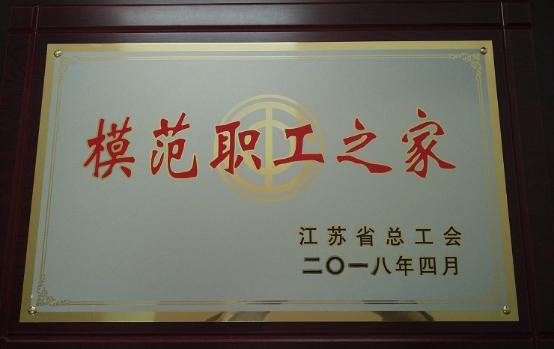 模范职工之家
江苏省总工会
二〇一八年四月